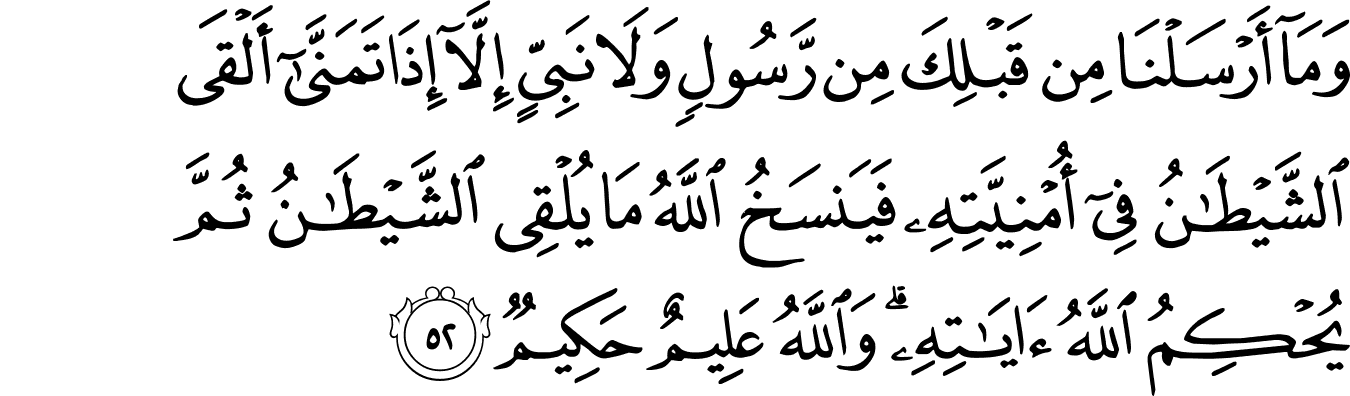 وَمَآ أَرْسَلْنَا مِن قَبْلِكَ مِن رَّسُولٍ وَلَا نَبِىٍّ إِلَّآ إِذَا تَمَنَّىٰٓ أَلْقَى
ٱلشَّيْطَـٰنُ فِىٓ أُمْنِيَّتِهِۦ فَيَنسَخُ ٱللَّهُ مَا يُلْقِى ٱلشَّيْطَـٰنُ ثُمَّ
يُحْكِمُ ٱللَّهُ ءَايَـٰتِهِۦ ۗ وَٱللَّهُ عَلِيمٌ حَكِيمٌ ٥٢